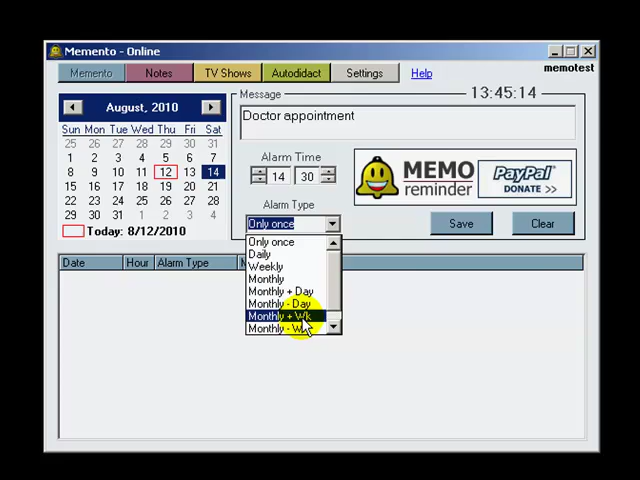 Memento - Online
Memento Notes TV Shows Autodidact Settings Help memotest
August, 2010
Sun Mon Tue Wed Thu Fri Sat
25 26 27 28 29 30 31
1 2 3 4 5 6 7
8 9 10 11 12 13 14
15 16 17 18 19 20 21
22 23 24 25 26 27 28
29 30 31 1 2 3 4
Today: 8/12/2010
Message 13:45:14
Doctor appointment
Alarm Time
14 30
Alarm Type
Only once
MEMO
reminder
PayPal
DONATE >>
Save Clear
Only once
Daily
Weekly
Monthly
Monthly + Day
Monthly - Day
Monthly + Wk
Monthly - Wk
Date Hour Alarm Type